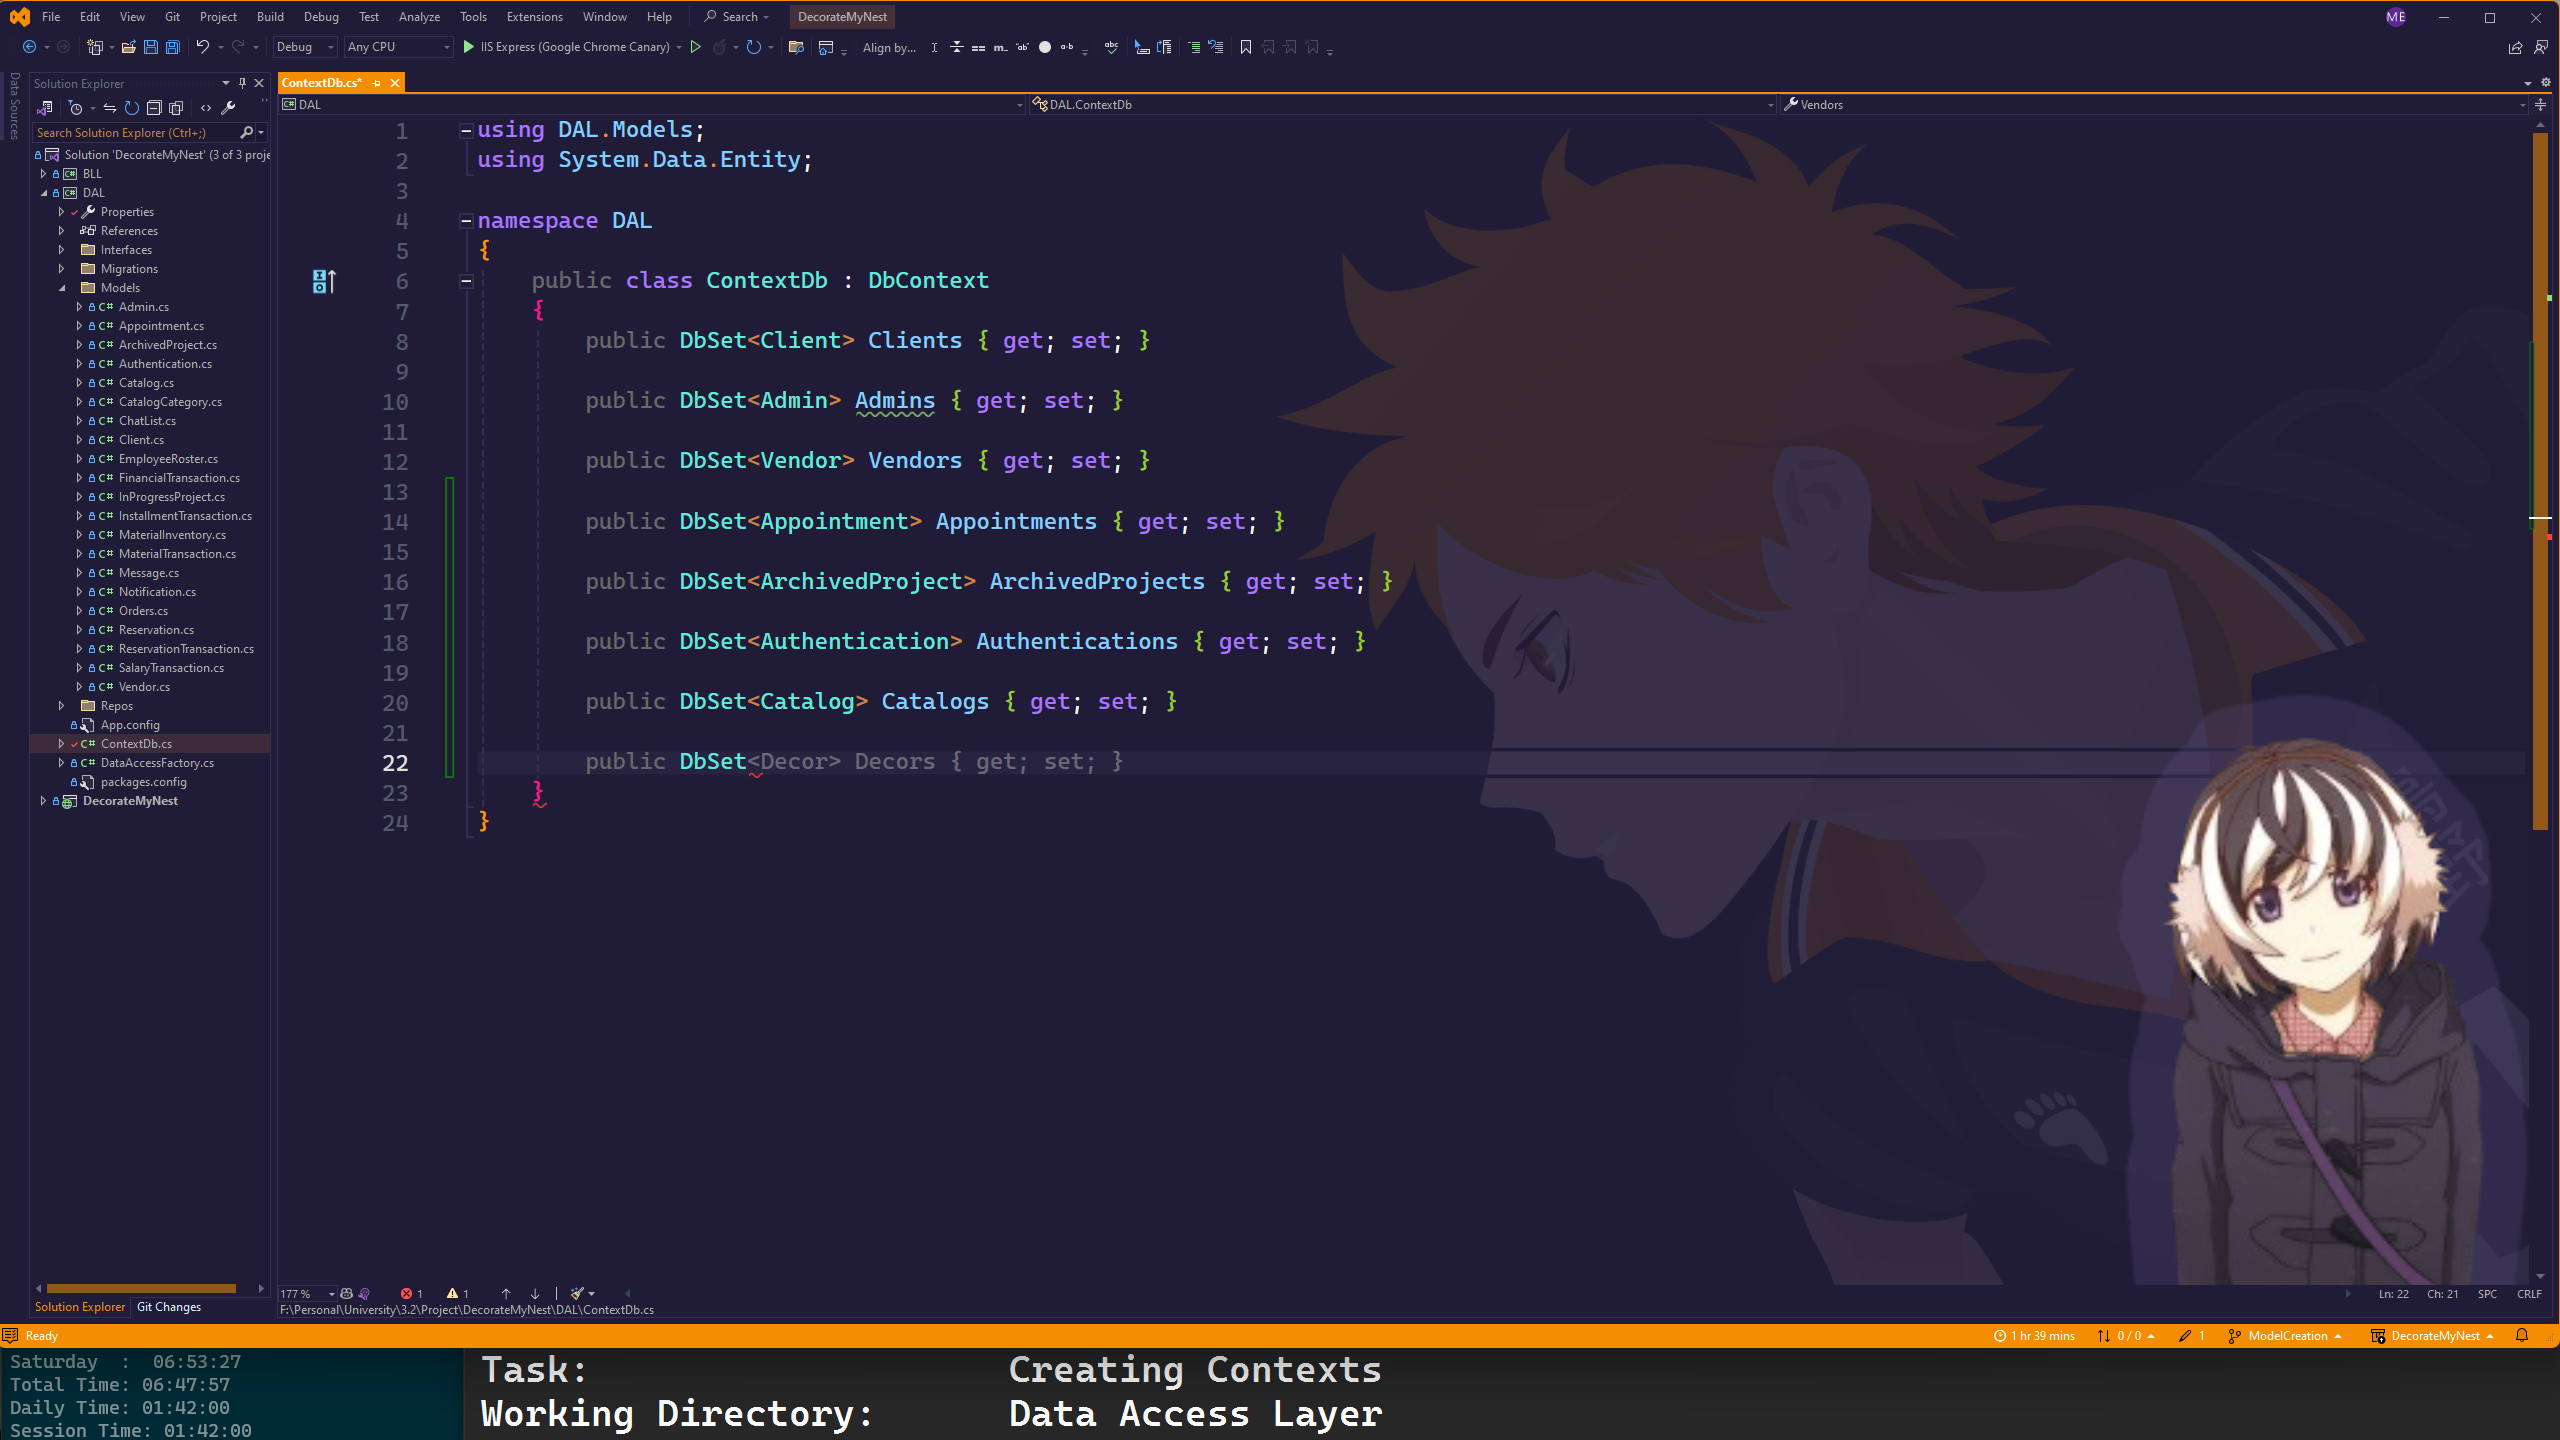 File Edit View Git Project Build Debug Test Analyze Tools Extensions Window Help Search DecorateMyNest ME
Debug Any CPU IIS Express (Google Chrome Canary) Align by...
Data Sources
Solution Explorer
Search Solution Explorer (Ctrl+;)
Solution 'DecorateMyNest' (3 of 3 proje
BLL
DAL
Properties
References
Interfaces
Migrations
Models
C# Admin.cs
C# Appointment.cs
C# ArchivedProject.cs
C# Authentication.cs
C# Catalog.cs
C# CatalogCategory.cs
C# ChatList.cs
C# Client.cs
C# EmployeeRoster.cs
C# FinancialTransaction.cs
C# InProgressProject.cs
C# InstallmentTransaction.cs
C# MaterialInventory.cs
C# MaterialTransaction.cs
C# Message.cs
C# Notification.cs
C# Orders.cs
C# Reservation.cs
C# ReservationTransaction.cs
C# SalaryTransaction.cs
C# Vendor.cs
Repos
App.config
C# ContextDb.cs
C# DataAccessFactory.cs
packages.config
DecorateMyNest
Solution Explorer Git Changes
ContextDb.cs*
DAL DAL.ContextDb Vendors
1 using DAL.Models;
2 using System.Data.Entity;
3
4 namespace DAL
5 {
6 public class ContextDb : DbContext
7 {
8 public DbSet<Client> Clients { get; set; }
9
10 public DbSet<Admin> Admins { get; set; }
11
12 public DbSet<Vendor> Vendors { get; set; }
13
14 public DbSet<Appointment> Appointments { get; set; }
15
16 public DbSet<ArchivedProject> ArchivedProjects { get; set; }
17
18 public DbSet<Authentication> Authentications { get; set; }
19
20 public DbSet<Catalog> Catalogs { get; set; }
21
22 public DbSet<Decor> Decors { get; set; }
23 }
24 }
177 % 1 1 Ln: 22 Ch: 21 SPC CRLF
F:\Personal\University\3.2\Project\DecorateMyNest\DAL\ContextDb.cs
Ready 1 hr 39 mins 0 / 0 1 ModelCreation DecorateMyNest
Saturday : 06:53:27
Total Time: 06:47:57
Daily Time: 01:42:00
Session Time: 01:42:00
Task: Creating Contexts
Working Directory: Data Access Layer